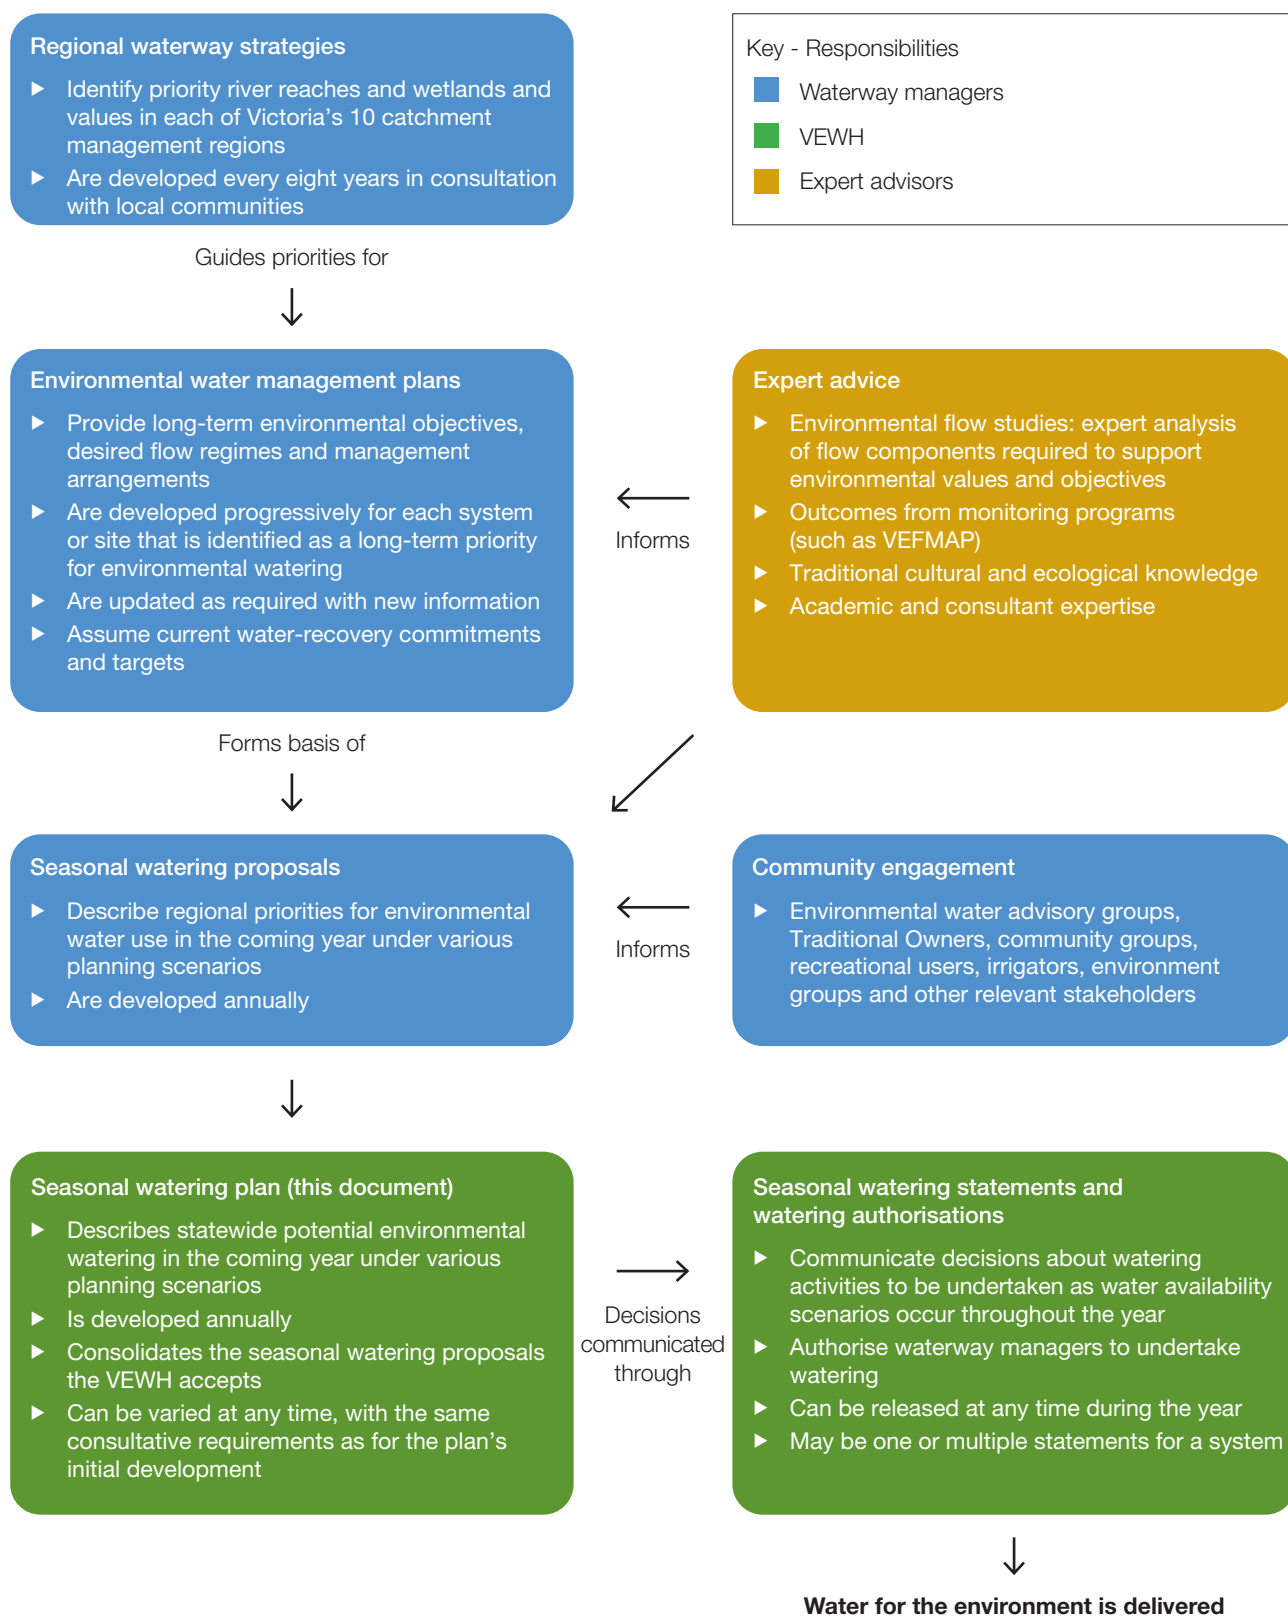 Regional waterway strategies
▶ Identify priority river reaches and wetlands and
values in each of Victoria's 10 catchment
management regions
▶ Are developed every eight years in consultation
with local communities
Key - Responsibilities
Waterway managers
VEWH
Expert advisors
Guides priorities for
Environmental water management plans
▶ Provide long-term environmental objectives,
desired flow regimes and management
arrangements
▶ Are developed progressively for each system
or site that is identified as a long-term priority
for environmental watering
▶ Are updated as required with new information
▶ Assume current water-recovery commitments
and targets
Informs
Expert advice
▶ Environmental flow studies: expert analysis
of flow components required to support
environmental values and objectives
▶ Outcomes from monitoring programs
(such as VEFMAP)
▶ Traditional cultural and ecological knowledge
▶ Academic and consultant expertise
Forms basis of
Seasonal watering proposals
▶ Describe regional priorities for environmental
water use in the coming year under various
planning scenarios
▶ Are developed annually
Informs
Community engagement
▶ Environmental water advisory groups,
Traditional Owners, community groups,
recreational users, irrigators, environment
groups and other relevant stakeholders
Seasonal watering plan (this document)
▶ Describes statewide potential environmental
watering in the coming year under various
planning scenarios
▶ Is developed annually
▶ Consolidates the seasonal watering proposals
the VEWH accepts
▶ Can be varied at any time, with the same
consultative requirements as for the plan's
initial development
Decisions
communicated
through
Seasonal watering statements and
watering authorisations
▶ Communicate decisions about watering
activities to be undertaken as water availability
scenarios occur throughout the year
▶ Authorise waterway managers to undertake
watering
▶ Can be released at any time during the year
▶ May be one or multiple statements for a system
Water for the environment is delivered